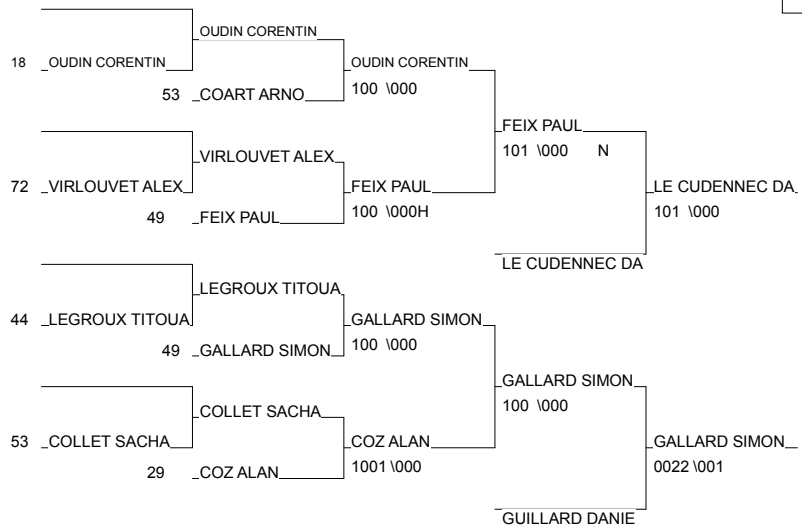 OUDIN CORENTIN
18 OUDIN CORENTIN
OUDIN CORENTIN
53 COART ARNO
100 \000
FEIX PAUL
101 \000 N
VIRLOUVET ALEX
72 VIRLOUVET ALEX
FEIX PAUL
LE CUDENNEC DA
49 FEIX PAUL
100 \000H
101 \000
LE CUDENNEC DA
LEGROUX TITOUA
44 LEGROUX TITOUA
GALLARD SIMON
49 GALLARD SIMON
100 \000
GALLARD SIMON
100 \000
COLLET SACHA
53 COLLET SACHA
COZ ALAN
GALLARD SIMON
29 COZ ALAN
1001 \000
0022 \001
GUILLARD DANIE